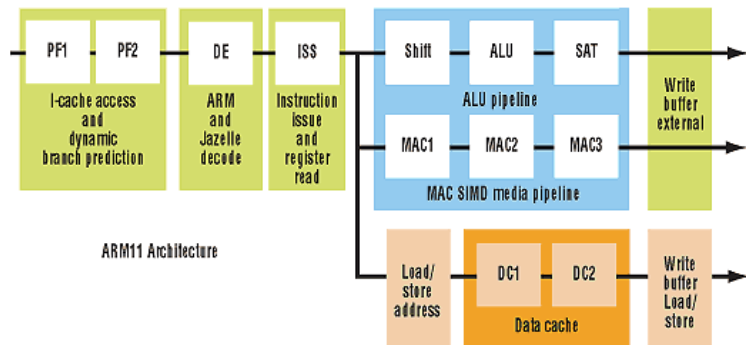 PF1
PF2
I-cache access
and
dynamic
branch prediction
DE
ARM
and
Jazelle
decode
ISS
Instruction
issue and
register
read
Shift
ALU
SAT
ALU pipeline
MAC1
MAC2
MAC3
MAC SIMD media pipeline
Write
buffer
external
ARM11 Architecture
Load/
store
address
DC1
DC2
Data cache
Write
buffer
Load/
store